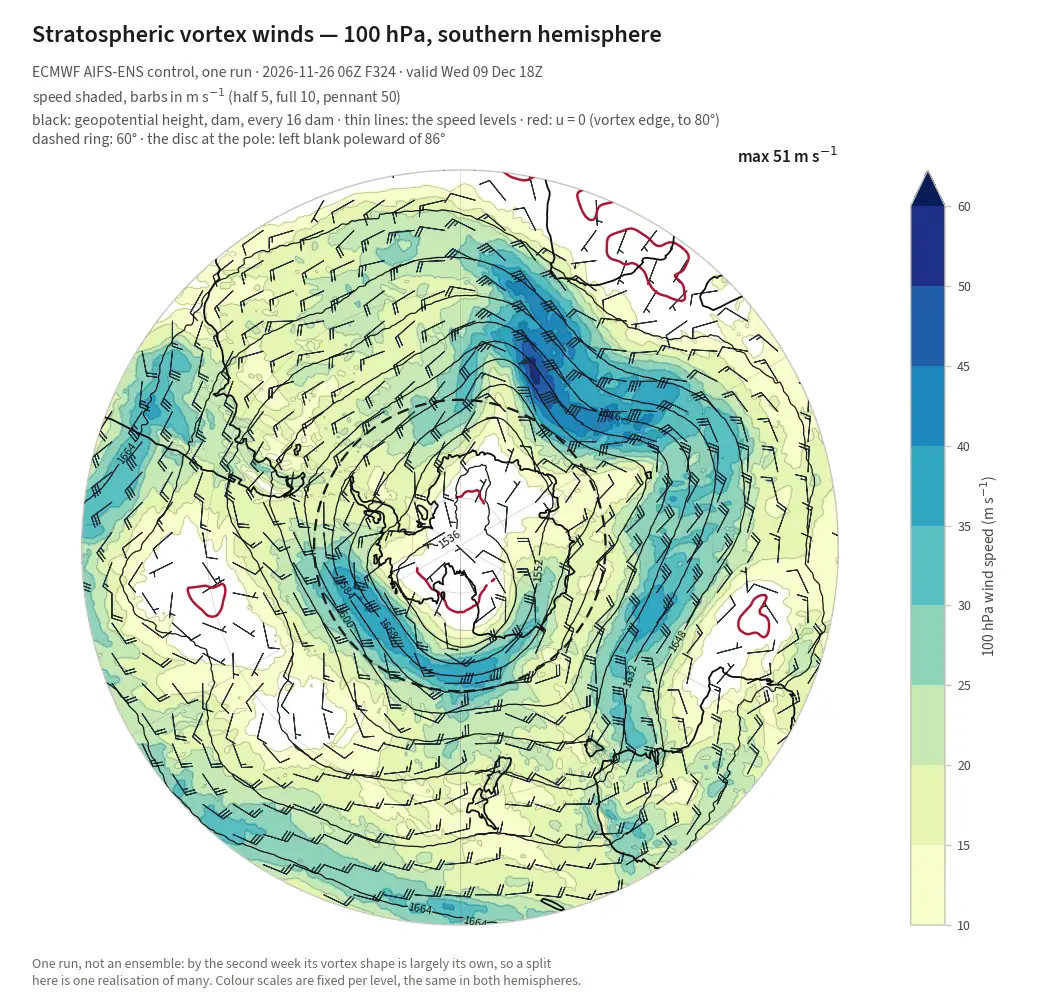 Stratospheric vortex winds — 100 hPa, southern hemisphere
ECMWF AIFS-ENS control, one run · 2026-11-26 06Z F324 · valid Wed 09 Dec 18Z
speed shaded, barbs in m s⁻¹ (half 5, full 10, pennant 50)
black: geopotential height, dam, every 16 dam · thin lines: the speed levels · red: u = 0 (vortex edge, to 80°)
dashed ring: 60° · the disc at the pole: left blank poleward of 86°
max 51 m s⁻¹
60
50
45
40
35
30
25
20
15
10
100 hPa wind speed (m s⁻¹)
1664
1536
1552
1600
1568
1648
1632
1664
1664
One run, not an ensemble: by the second week its vortex shape is largely its own, so a split
here is one realisation of many. Colour scales are fixed per level, the same in both hemispheres.